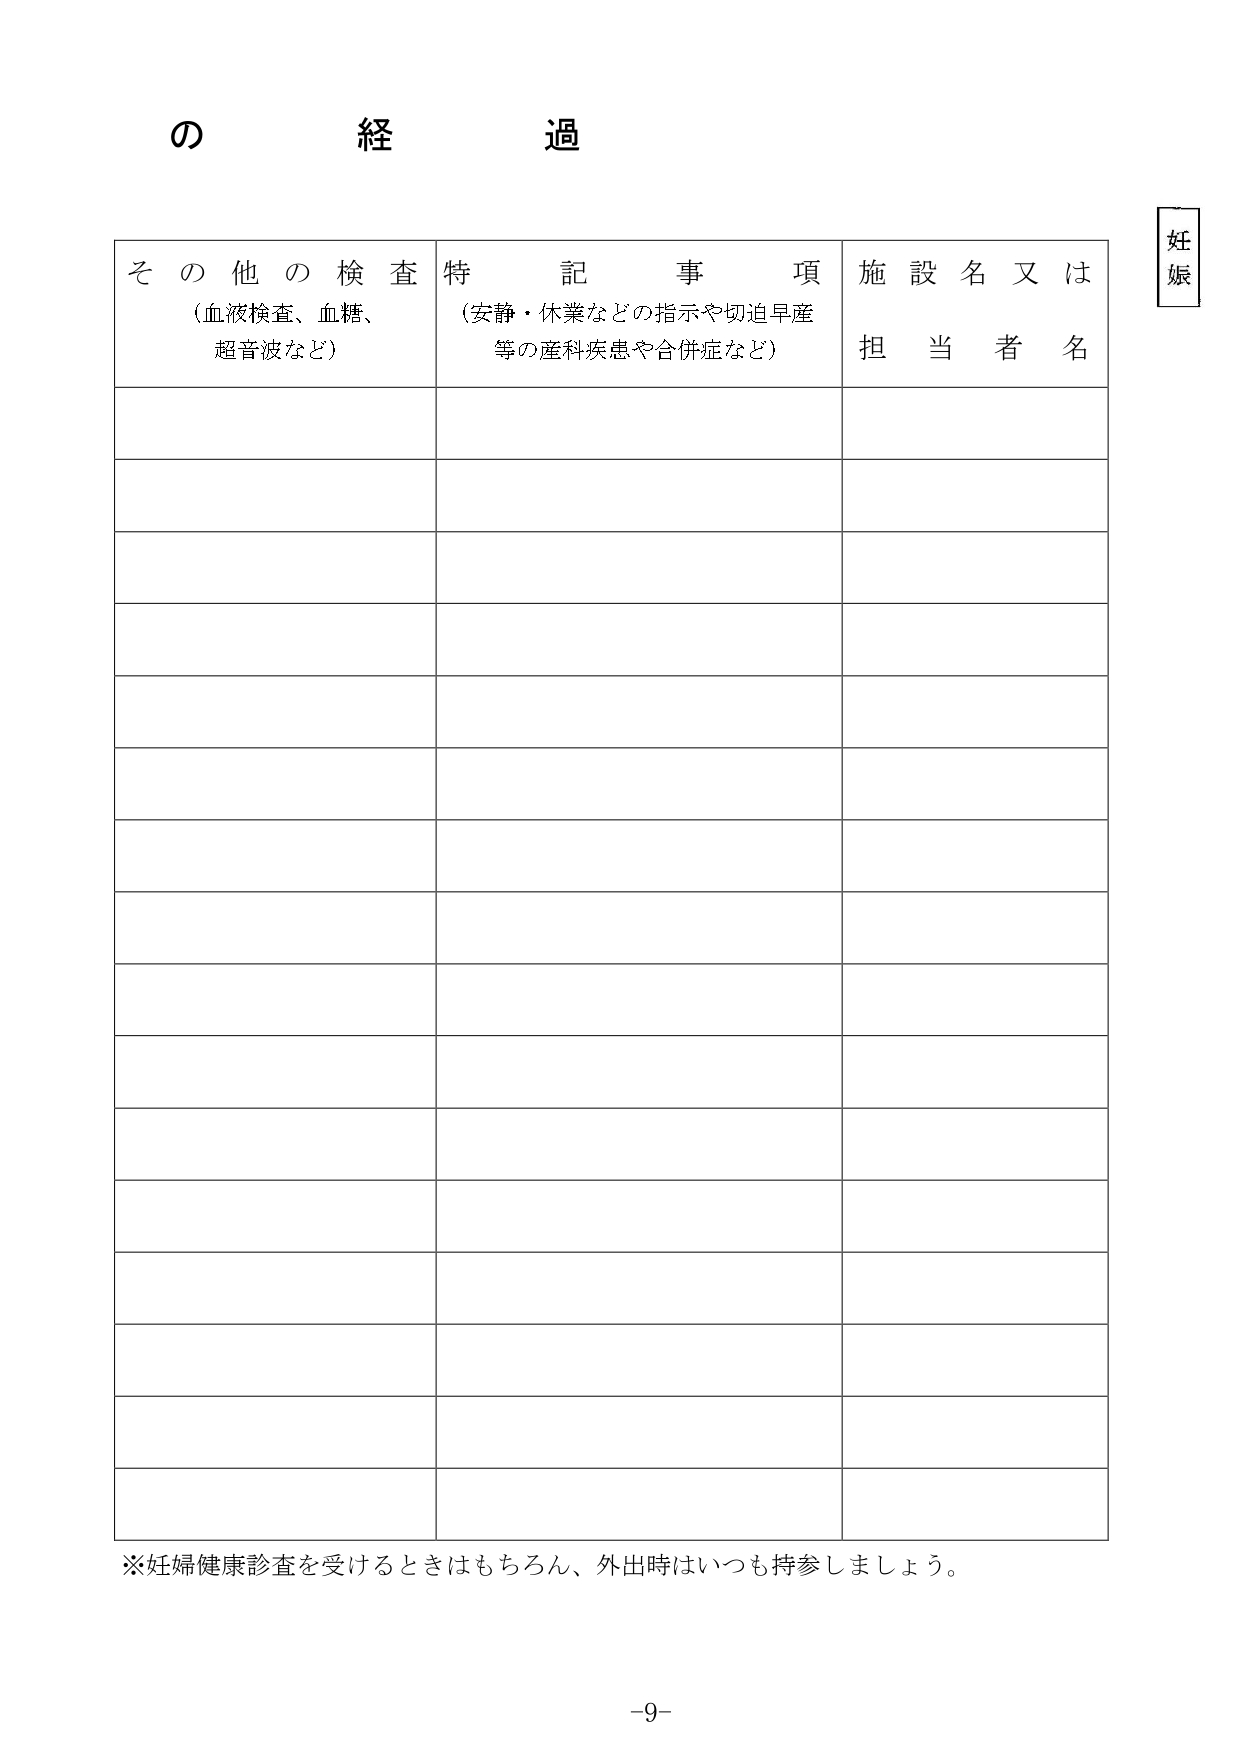 の経過
妊娠
その他の検査
（血液検査、血糖、
超音波など）
特記事項
（安静・休業などの指示や切迫早産
等の産科疾患や合併症など）
施設名又は
担当者名
※妊婦健康診査を受けるときはもちろん、外出時はいつも持参しましょう。
-9-